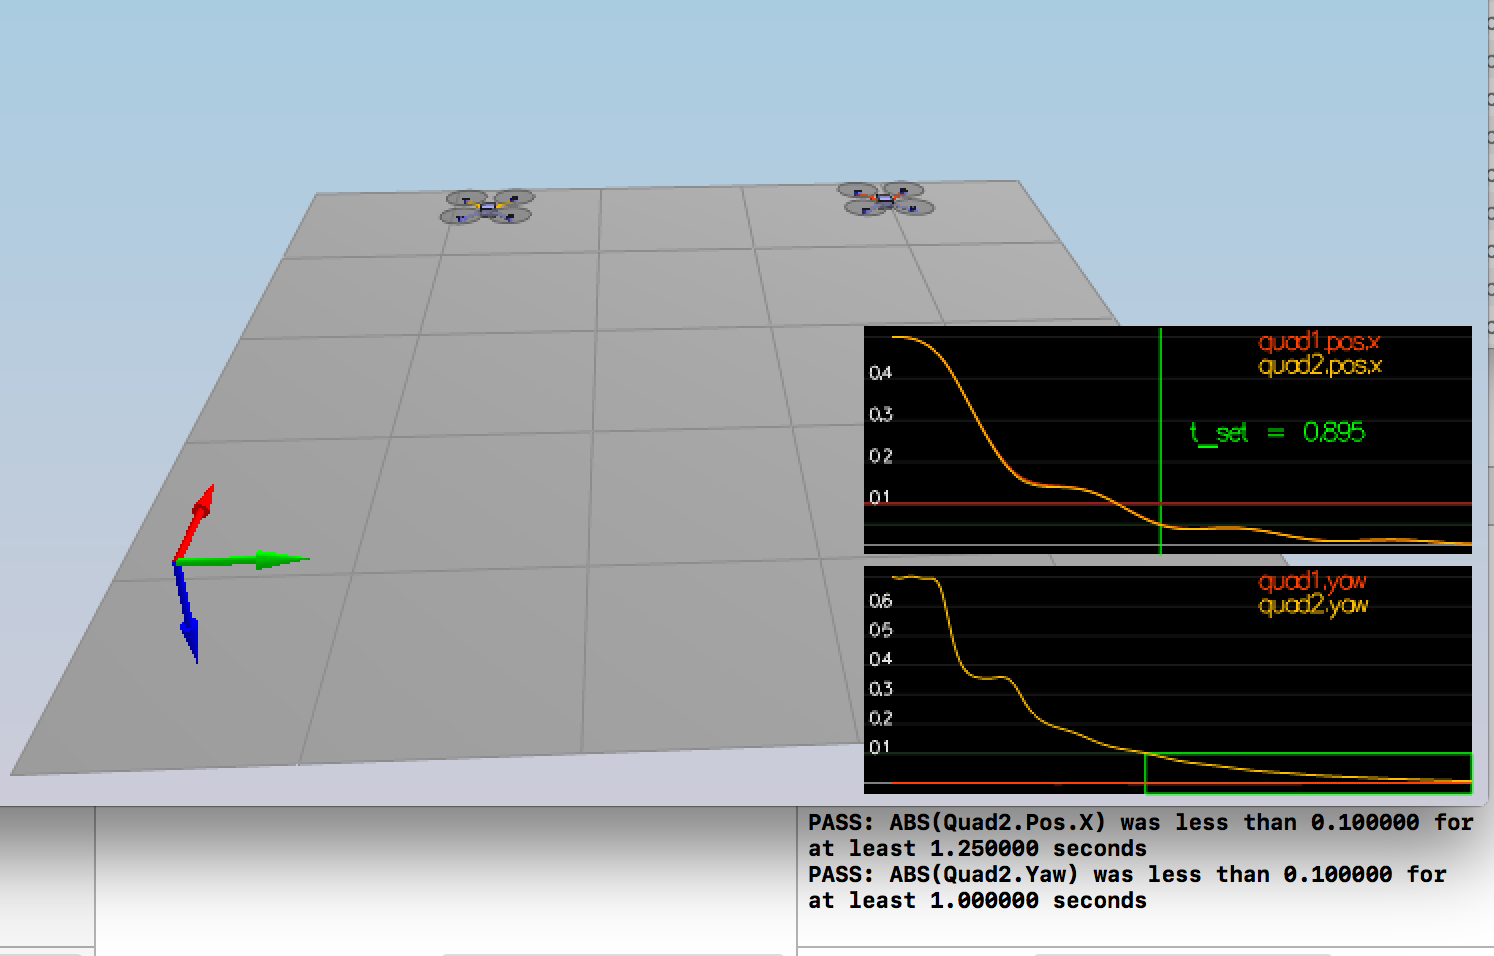 quad1.pos.x
quad2.pos.x
0.4
0.3
t_set = 0.895
0.2
0.1
quad1.yaw
quad2.yaw
0.6
0.5
0.4
0.3
0.2
0.1
PASS: ABS(Quad2.Pos.X) was less than 0.100000 for
at least 1.250000 seconds
PASS: ABS(Quad2.Yaw) was less than 0.100000 for
at least 1.000000 seconds